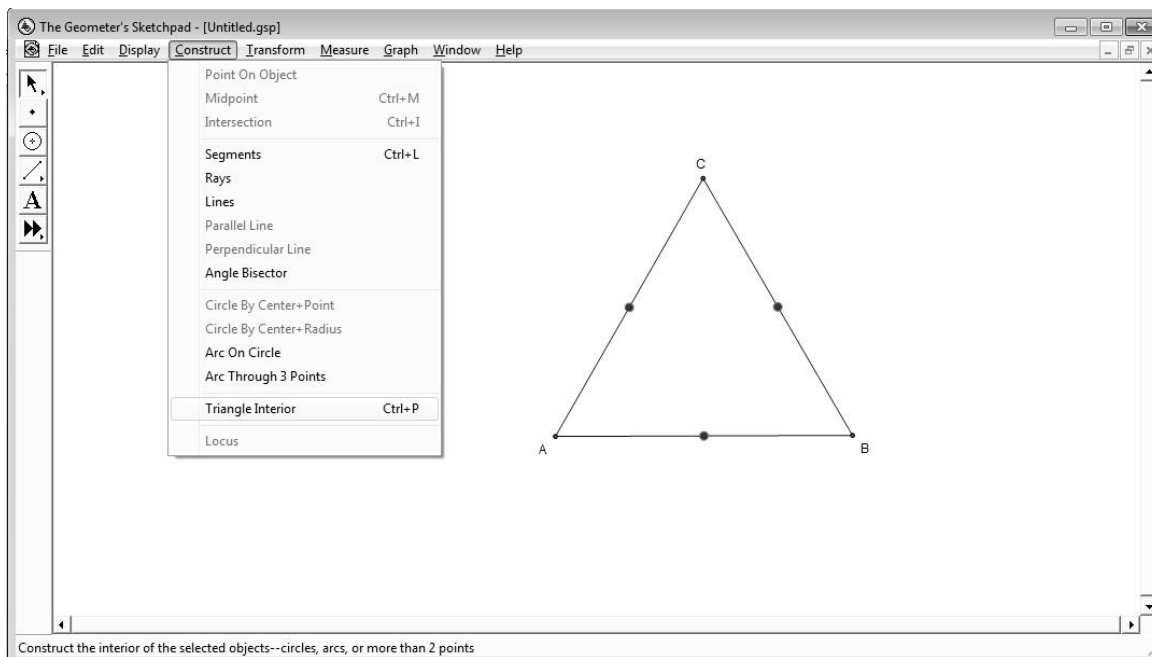 The Geometer's Sketchpad - [Untitled.gsp]
File Edit Display Construct Transform Measure Graph Window Help
Point On Object
Midpoint Ctrl+M
Intersection Ctrl+I
Segments Ctrl+L
Rays
Lines
Parallel Line
Perpendicular Line
Angle Bisector
Circle By Center+Point
Circle By Center+Radius
Arc On Circle
Arc Through 3 Points
Triangle Interior Ctrl+P
Locus
A
C
A
B
Construct the interior of the selected objects--circles, arcs, or more than 2 points